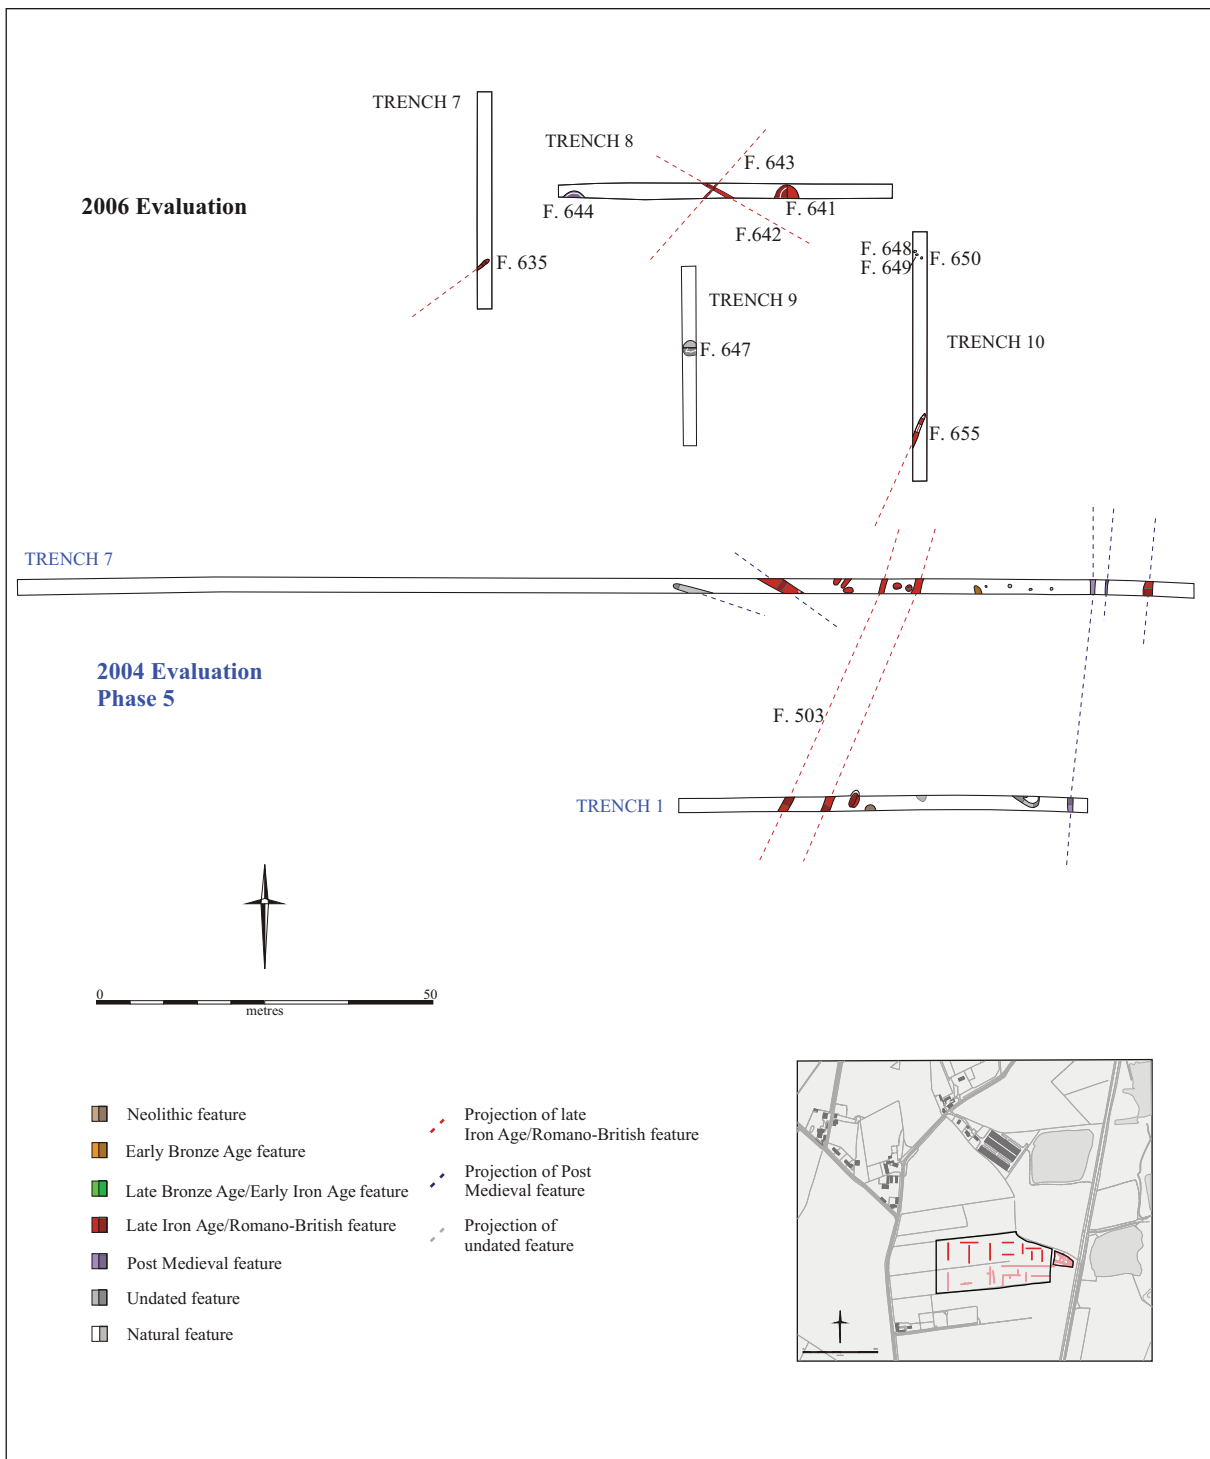 TRENCH 7
TRENCH 8
F. 643
2006 Evaluation
F. 644
F. 641
F.642
F. 648
F. 649
F. 650
F. 635
TRENCH 9
TRENCH 10
F. 647
F. 655
TRENCH 7
2004 Evaluation
Phase 5
F. 503
TRENCH 1
0 50
metres
Neolithic feature
Early Bronze Age feature
Late Bronze Age/Early Iron Age feature
Late Iron Age/Romano-British feature
Post Medieval feature
Undated feature
Natural feature
Projection of late
Iron Age/Romano-British feature
Projection of Post
Medieval feature
Projection of
undated feature